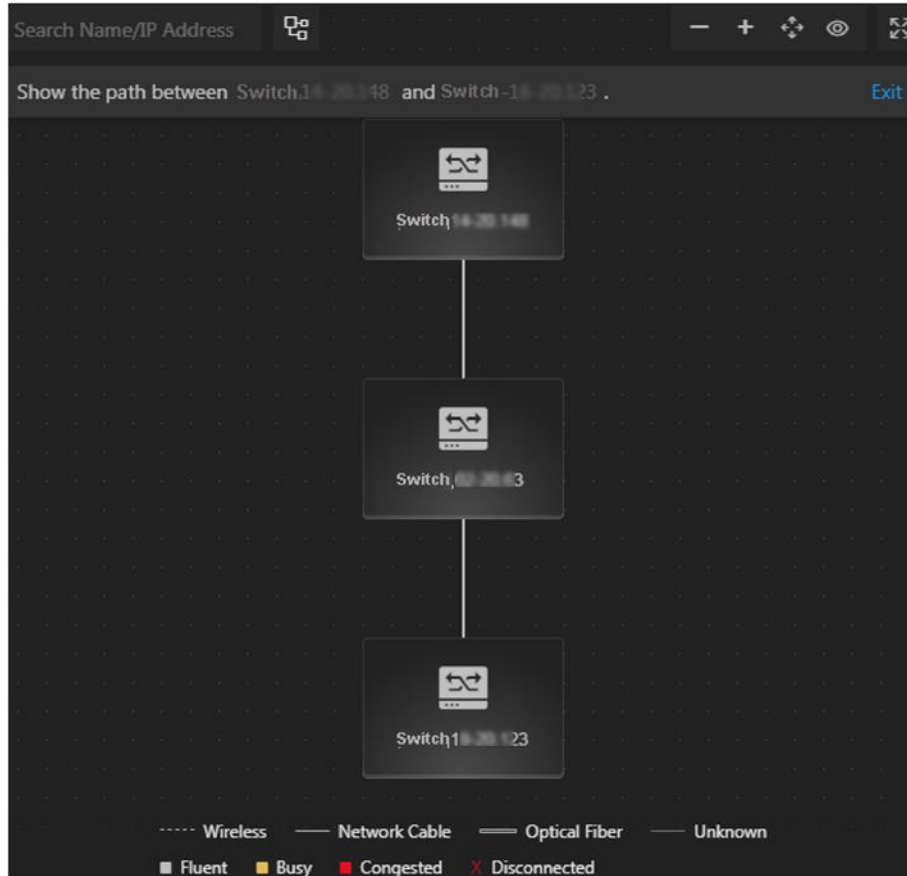 Search Name/IP Address
Show the path between Switch and Switch . Exit
Switch
Switch
Switch
Wireless Network Cable Optical Fiber Unknown
Fluent Busy Congested X Disconnected